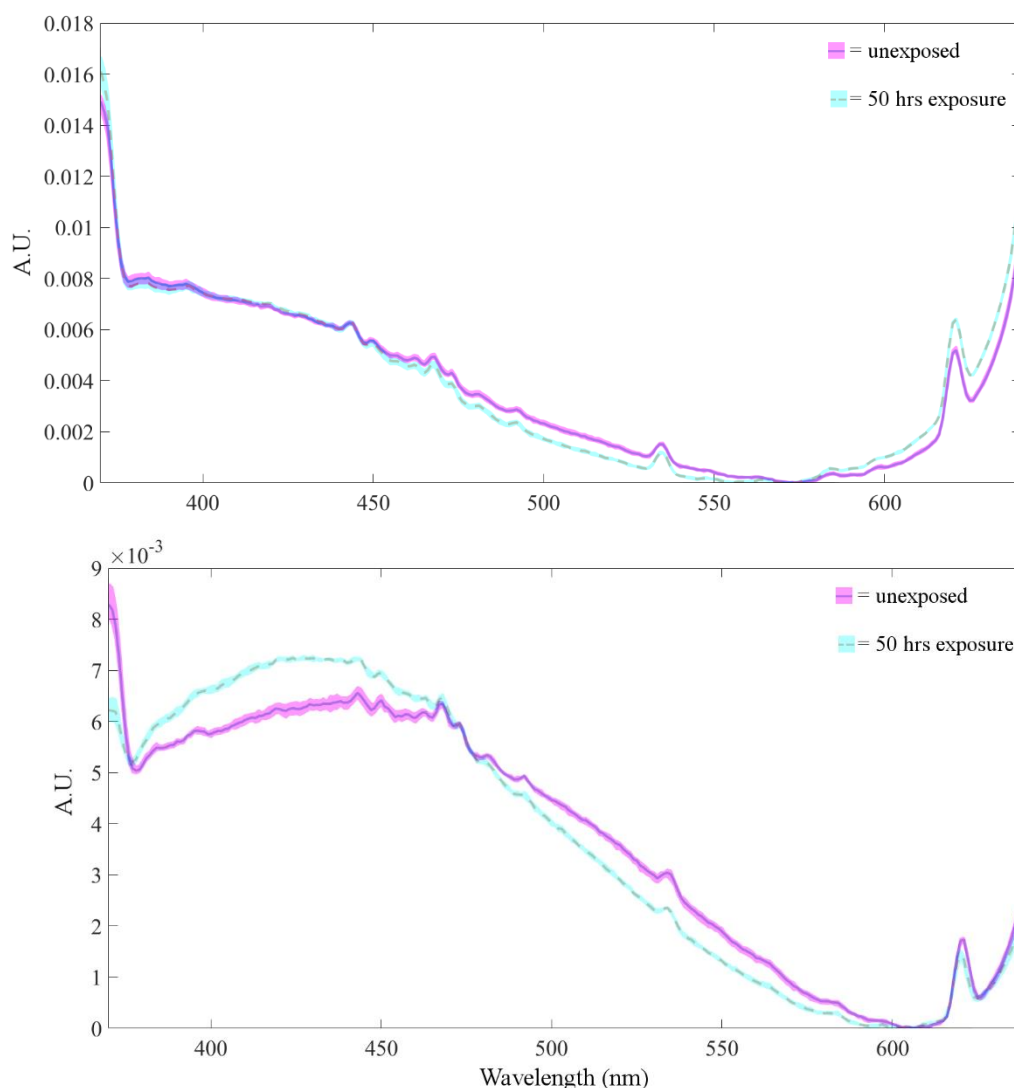 0.018
0.016
0.014
0.012
0.01
0.008
0.006
0.004
0.002
0
A.U.
= unexposed
= 50 hrs exposure
400 450 500 550 600
×10⁻³
9
8
7
6
5
4
3
2
1
0
A.U.
= unexposed
= 50 hrs exposure
400 450 500 550 600
Wavelength (nm)